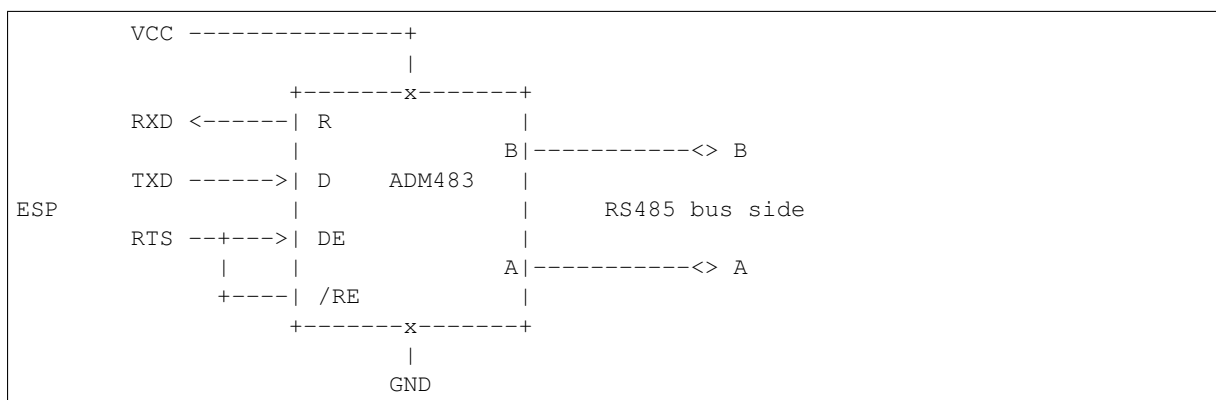 VCC ---------------+
|
+-------x-------+
RXD <------| R |
| B|-----------<> B
TXD ------>| D ADM483 |
ESP | | RS485 bus side
RTS --+--->| DE |
| | A|-----------<> A
+----| /RE |
+-------x-------+
|
GND